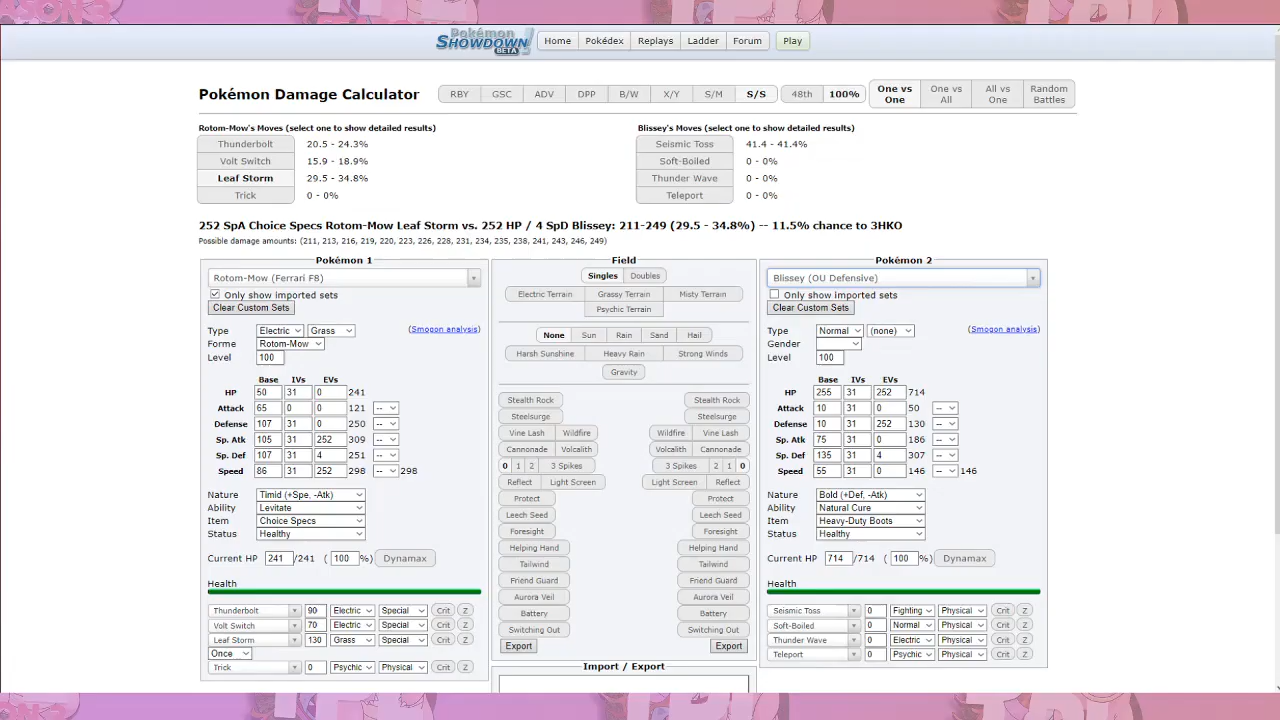 Pokémon
SHOWDOWN!
BETA
Home Pokédex Replays Ladder Forum Play
Pokémon Damage Calculator
RBY GSC ADV DPP B/W X/Y S/M S/S
48th 100%
One vs One
One vs All
All vs One
Random Battles
Rotom-Mow's Moves (select one to show detailed results)
Thunderbolt 20.5 - 24.3%
Volt Switch 15.9 - 18.9%
Leaf Storm 29.5 - 34.8%
Trick 0 - 0%
Blissey's Moves (select one to show detailed results)
Seismic Toss 41.4 - 41.4%
Soft-Boiled 0 - 0%
Thunder Wave 0 - 0%
Teleport 0 - 0%
252 SpA Choice Specs Rotom-Mow Leaf Storm vs. 252 HP / 4 SpD Blissey: 211-249 (29.5 - 34.8%) -- 11.5% chance to 3HKO
Possible damage amounts: (211, 213, 216, 219, 220, 223, 226, 228, 231, 234, 235, 238, 241, 243, 246, 249)
Pokémon 1
Rotom-Mow (Ferrari F8)
Only show imported sets
Clear Custom Sets
Type Electric Grass (Smogon analysis)
Forme Rotom-Mow
Level 100
Base IVs EVs
HP 50 31 0 241
Attack 65 0 0 121 --
Defense 107 31 0 250 --
Sp. Atk 105 31 252 309 --
Sp. Def 107 31 4 251 --
Speed 86 31 252 298 -- 298
Nature Timid (+Spe, -Atk)
Ability Levitate
Item Choice Specs
Status Healthy
Current HP 241 /241 ( 100 %) Dynamax
Health
Thunderbolt 90 Electric Special Crit Z
Volt Switch 70 Electric Special Crit Z
Leaf Storm 130 Grass Special Crit Z
Once
Trick 0 Psychic Physical Crit Z
Field
Singles Doubles
Electric Terrain Grassy Terrain Misty Terrain
Psychic Terrain
None Sun Rain Sand Hail
Harsh Sunshine Heavy Rain Strong Winds
Gravity
Stealth Rock Stealth Rock
Steelsurge Steelsurge
Vine Lash Wildfire Wildfire Vine Lash
Cannonade Volcalith Volcalith Cannonade
0 1 2 3 Spikes 3 Spikes 2 1 0
Reflect Light Screen Light Screen Reflect
Protect Protect
Leech Seed Leech Seed
Foresight Foresight
Helping Hand Helping Hand
Tailwind Tailwind
Friend Guard Friend Guard
Aurora Veil Aurora Veil
Battery Battery
Switching Out Switching Out
Export Export
Import / Export
Pokémon 2
Blissey (OU Defensive)
Only show imported sets
Clear Custom Sets
Type Normal (none) (Smogon analysis)
Gender
Level 100
Base IVs EVs
HP 255 31 252 714
Attack 10 31 0 50 --
Defense 10 31 252 130 --
Sp. Atk 75 31 0 186 --
Sp. Def 135 31 4 307 --
Speed 55 31 0 146 -- 146
Nature Bold (+Def, -Atk)
Ability Natural Cure
Item Heavy-Duty Boots
Status Healthy
Current HP 714 /714 ( 100 %) Dynamax
Health
Seismic Toss 0 Fighting Physical Crit Z
Soft-Boiled 0 Normal Physical Crit Z
Thunder Wave 0 Electric Physical Crit Z
Teleport 0 Psychic Physical Crit Z